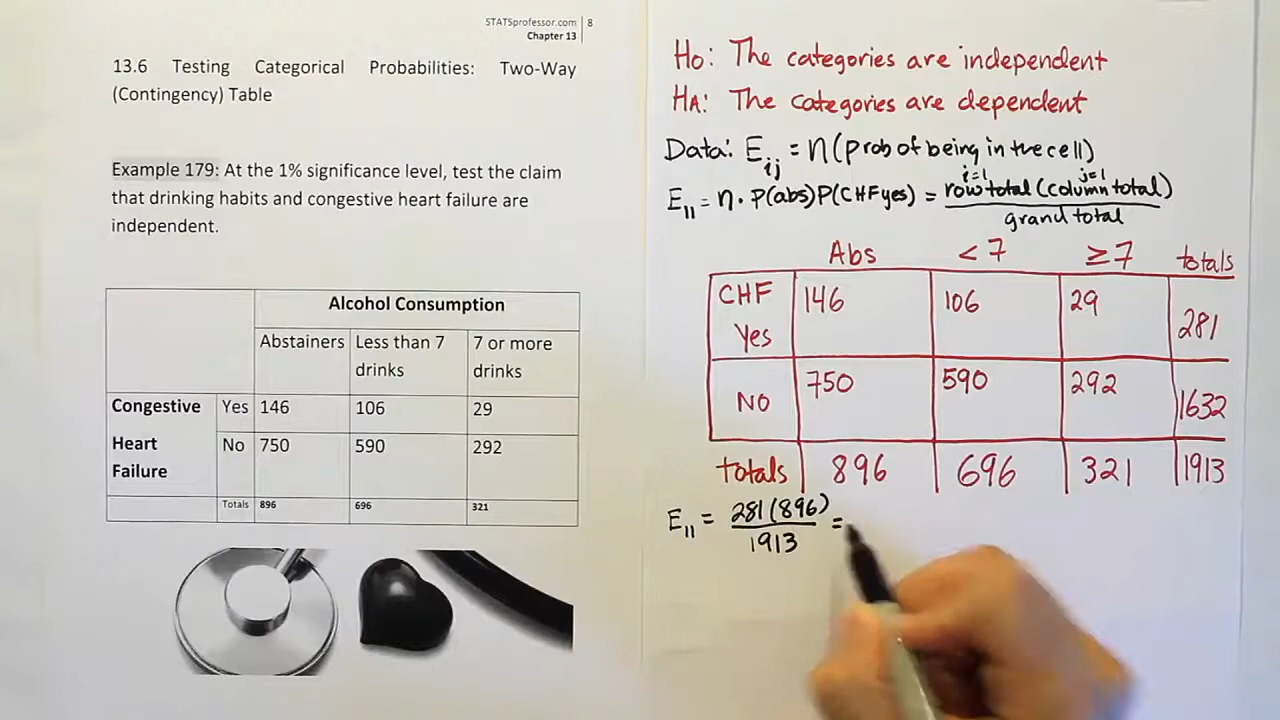 STATSprofessor.com 8
Chapter 13
13.6 Testing Categorical Probabilities: Two-Way
(Contingency) Table
Example 179: At the 1% significance level, test the claim
that drinking habits and congestive heart failure are
independent.
Alcohol Consumption
Abstainers Less than 7 drinks 7 or more drinks
Congestive Heart Failure
Yes 146 106 29
No 750 590 292
Totals 896 696 321
Ho: The categories are independent
HA: The categories are dependent
Data: Eij = n(prob of being in the cell)
i=1 j=1
E11 = n · P(abs)P(CHF yes) = row total (column total)
grand total
Abs < 7 ≥ 7 totals
CHF Yes 146 106 29 281
NO 750 590 292 1632
totals 896 696 321 1913
E11 = 281(896) =
1913